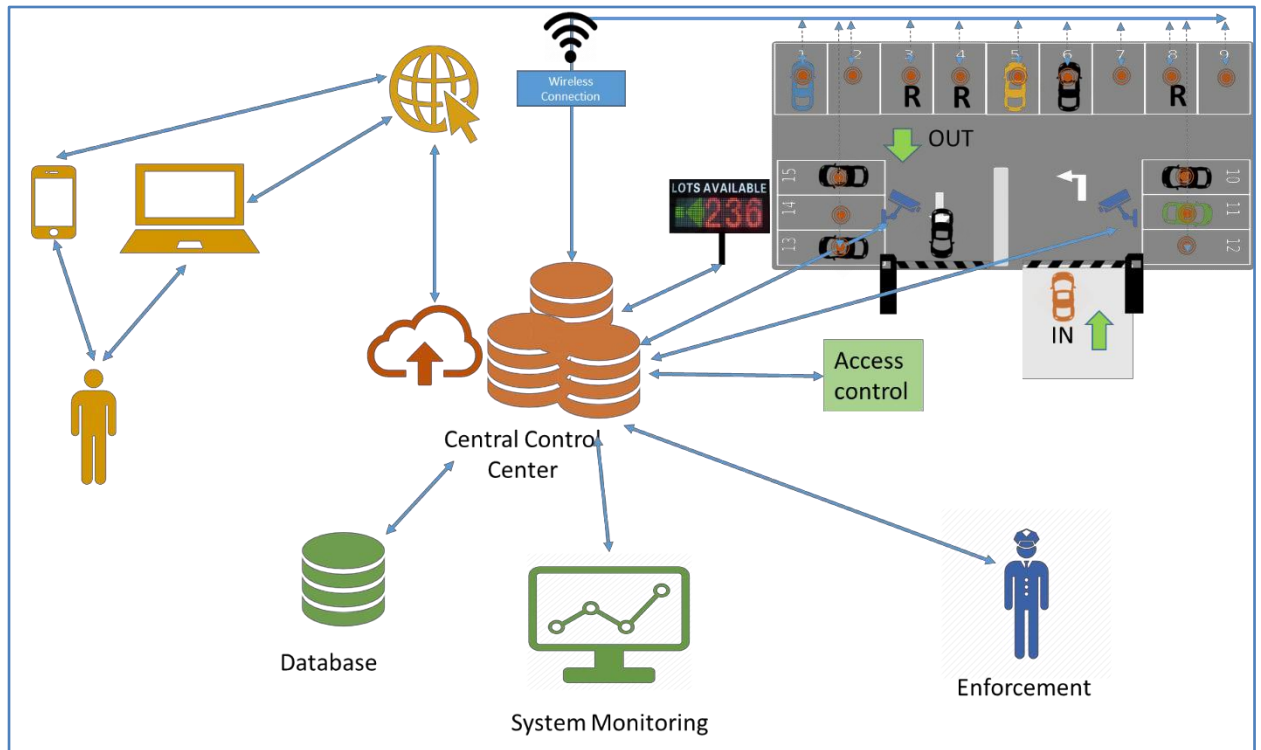 Wireless
Connection
1 2 3 4 5 6 7 8 9
R R R
OUT
15
14
13
10
11
12
LOTS AVAILABLE
236
IN
Access
control
Central Control
Center
Database
System Monitoring
Enforcement